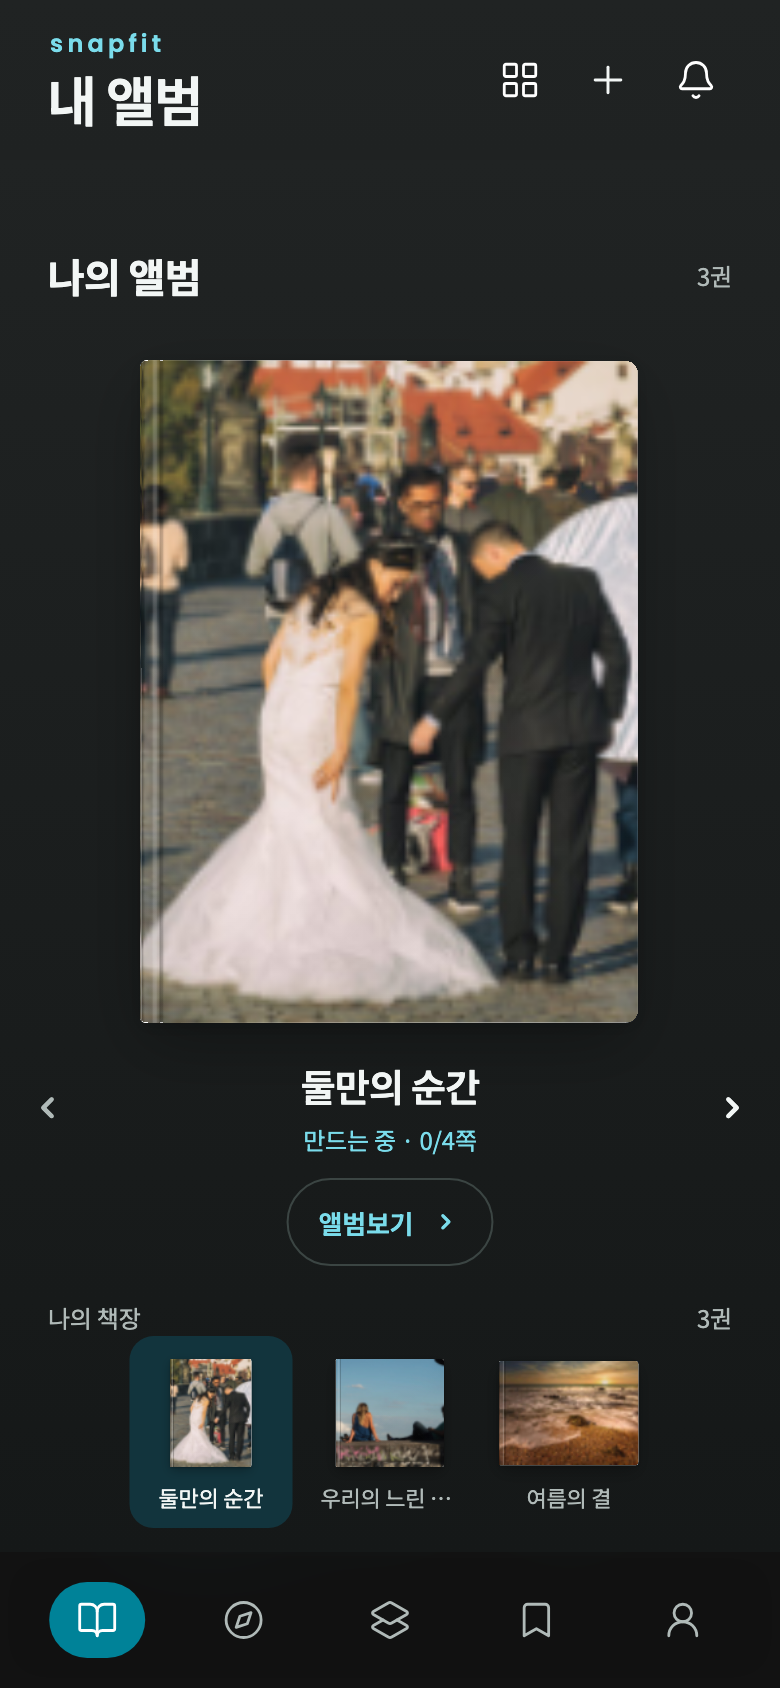 snapfit
내 앨범
나의 앨범
3권
둘만의 순간
만드는 중 · 0/4쪽
앨범보기
나의 책장
3권
둘만의 순간
우리의 느린 ···
여름의 결